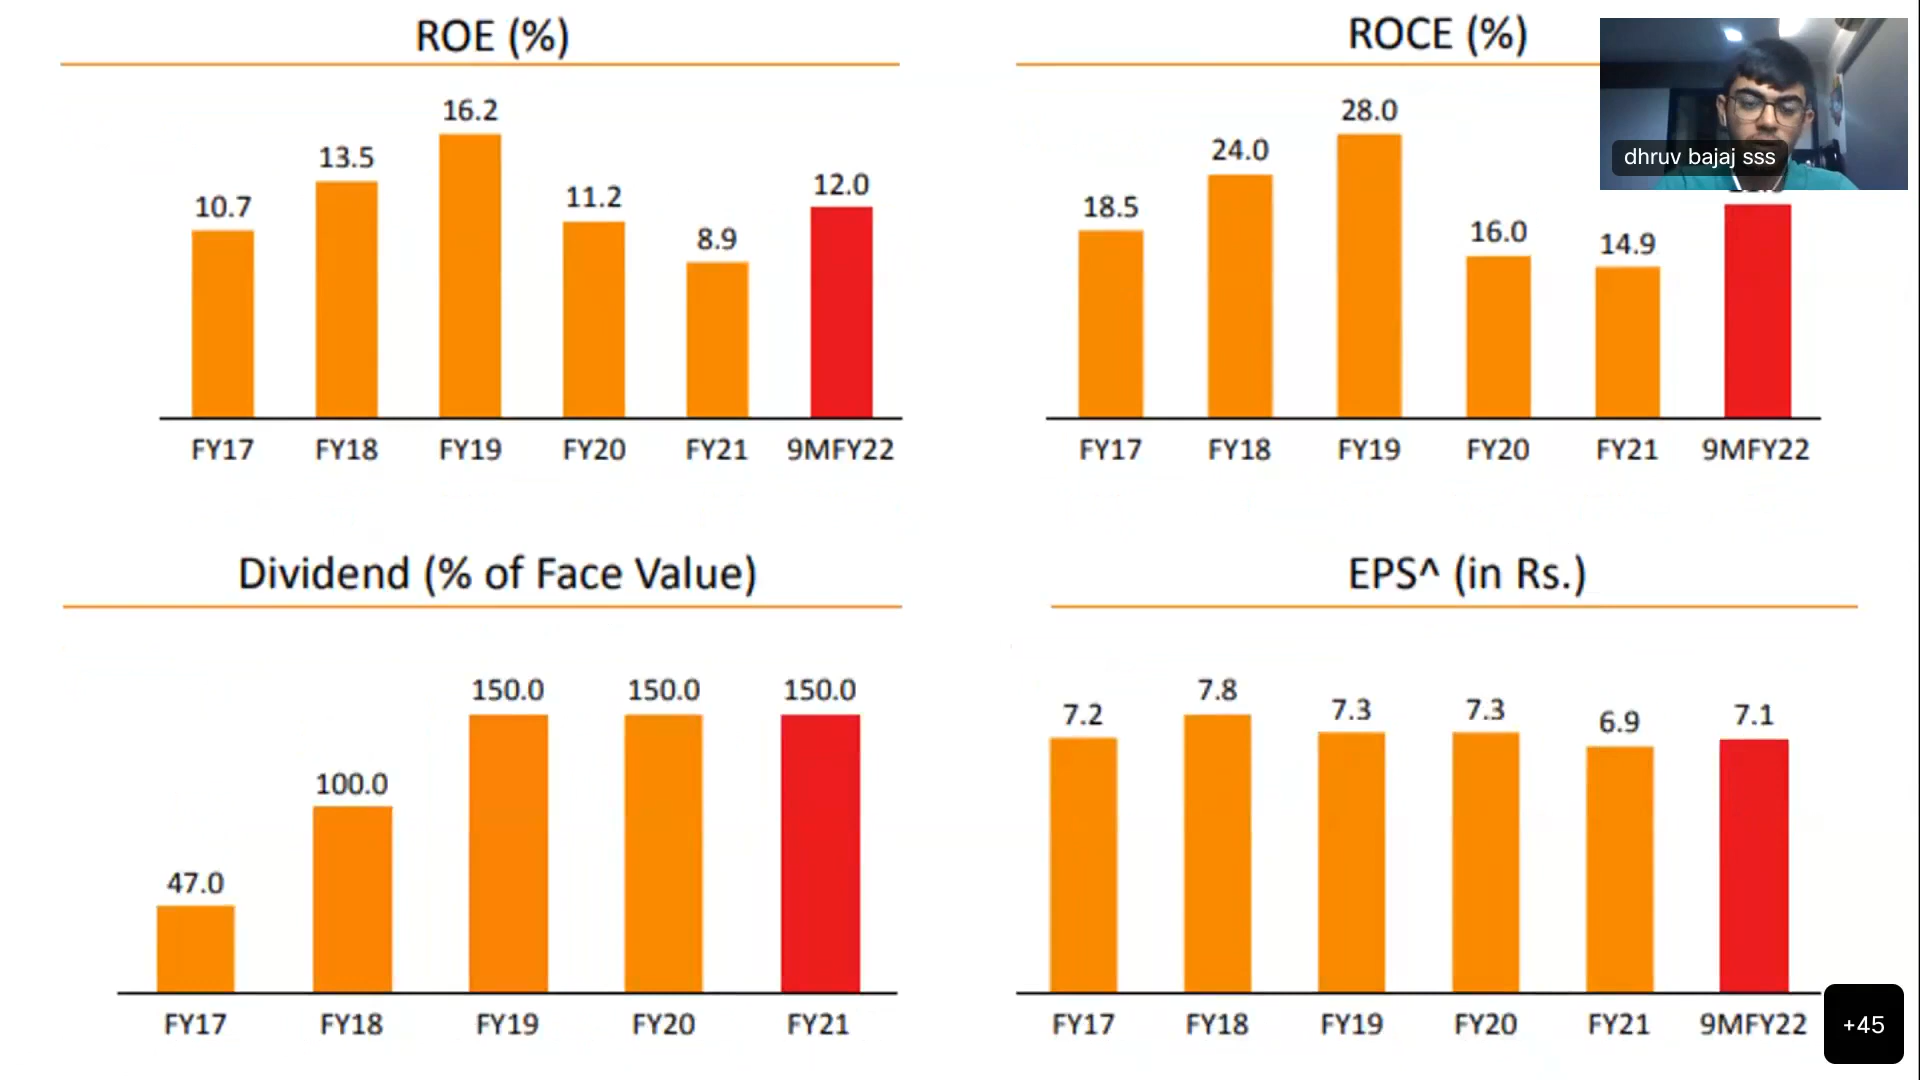 ROE (%)
16.2
13.5
12.0
11.2
10.7
8.9
FY17 FY18 FY19 FY20 FY21 9MFY22
ROCE (%)
dhruv bajaj sss
28.0
24.0
18.5
16.0
14.9
FY17 FY18 FY19 FY20 FY21 9MFY22
Dividend (% of Face Value)
150.0 150.0 150.0
100.0
47.0
FY17 FY18 FY19 FY20 FY21
EPS^ (in Rs.)
7.2 7.8 7.3 7.3 6.9 7.1
FY17 FY18 FY19 FY20 FY21 9MFY22
+45